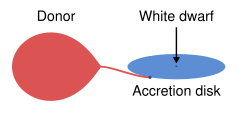 Donor
White dwarf
Accretion disk